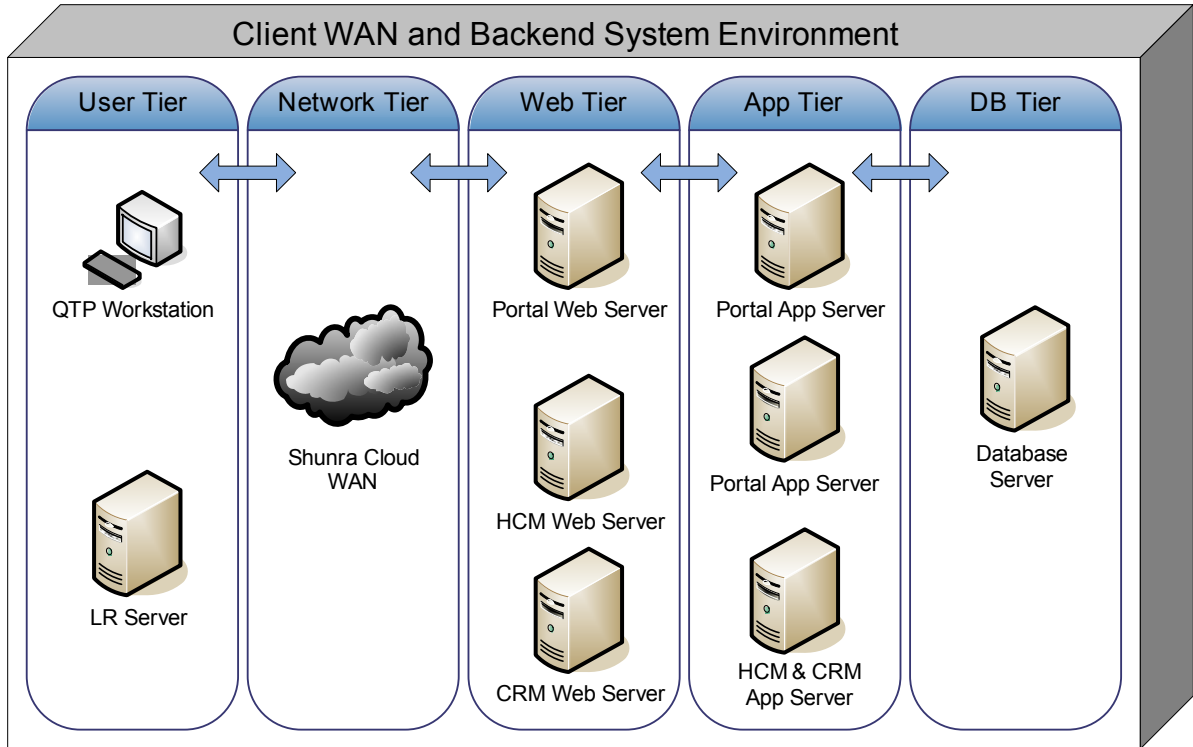 Client WAN and Backend System Environment
User Tier
Network Tier
Web Tier
App Tier
DB Tier
QTP Workstation
LR Server
Shunra Cloud
WAN
Portal Web Server
HCM Web Server
CRM Web Server
Portal App Server
Portal App Server
HCM & CRM
App Server
Database
Server